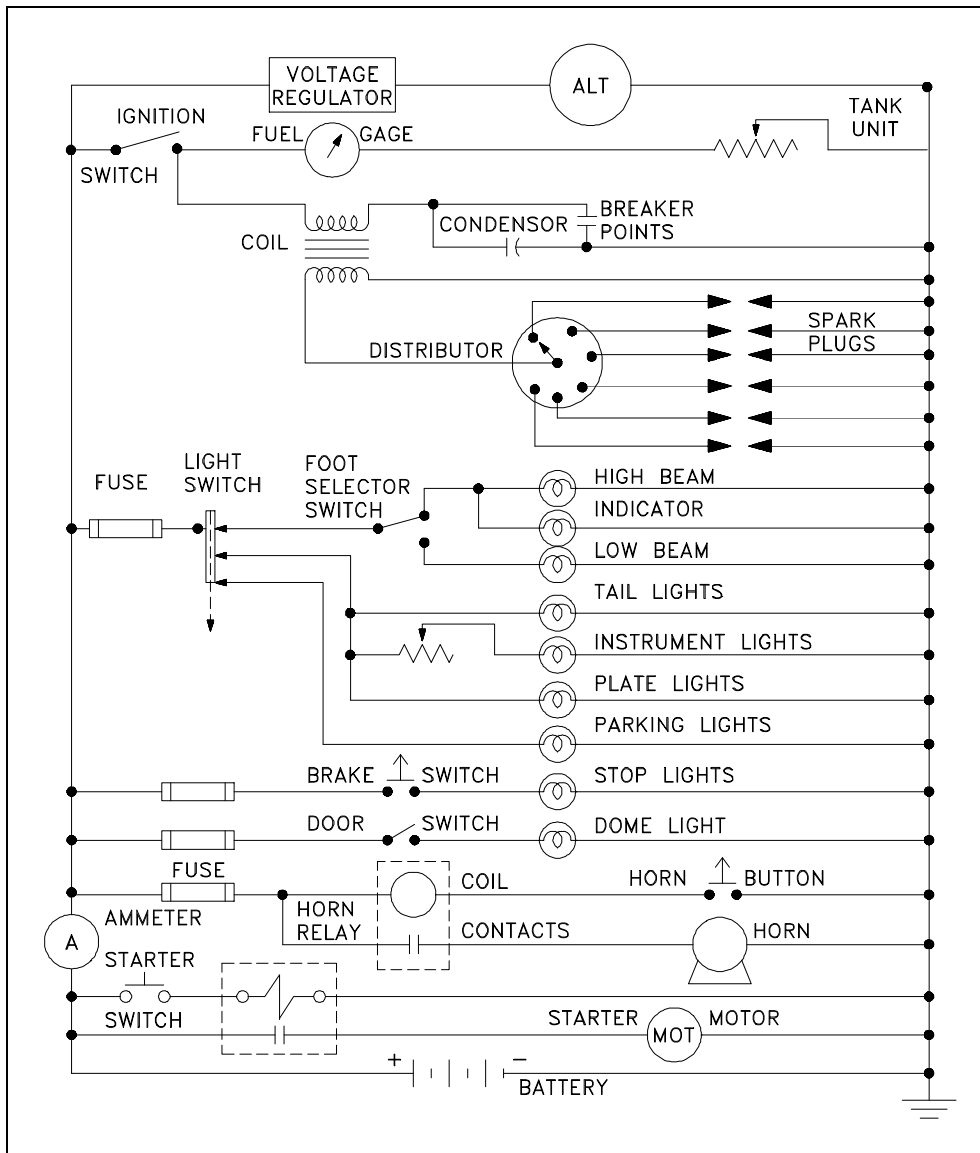 VOLTAGE
REGULATOR
ALT
IGNITION
SWITCH
FUEL GAGE
TANK
UNIT
COIL
CONDENSOR
BREAKER
POINTS
DISTRIBUTOR
SPARK
PLUGS
FUSE
LIGHT
SWITCH
FOOT
SELECTOR
SWITCH
HIGH BEAM
INDICATOR
LOW BEAM
TAIL LIGHTS
INSTRUMENT LIGHTS
PLATE LIGHTS
PARKING LIGHTS
BRAKE SWITCH
STOP LIGHTS
DOOR SWITCH
DOME LIGHT
FUSE
COIL
HORN BUTTON
AMMETER
A
HORN
RELAY
CONTACTS
HORN
STARTER
SWITCH
STARTER MOTOR
MOT
+ −
BATTERY